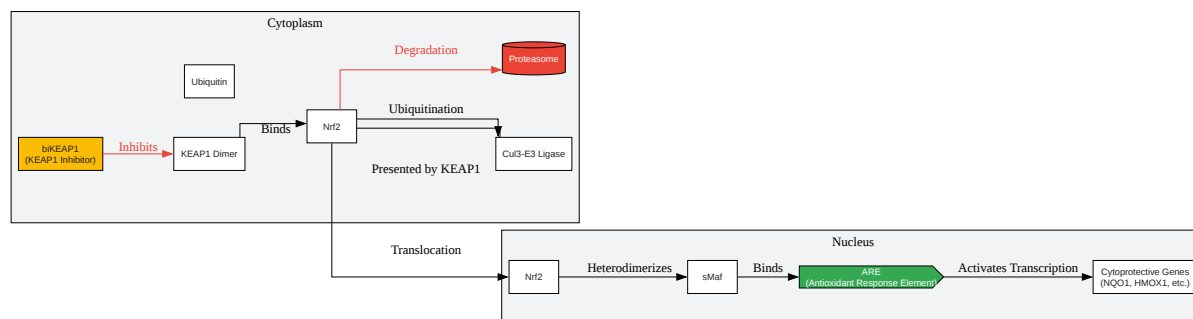 Cytoplasm
Degradation
Proteasome
Ubiquitin
Ubiquitination
Nrf2
Binds
biKEAP1
(KEAP1 Inhibitor)
Inhibits
KEAP1 Dimer
Cul3-E3 Ligase
Presented by KEAP1
Translocation
Nucleus
Nrf2
Heterodimerizes
sMaf
Binds
ARE
(Antioxidant Response Element)
Activates Transcription
Cytoprotective Genes
(NQO1, HMOX1, etc.)